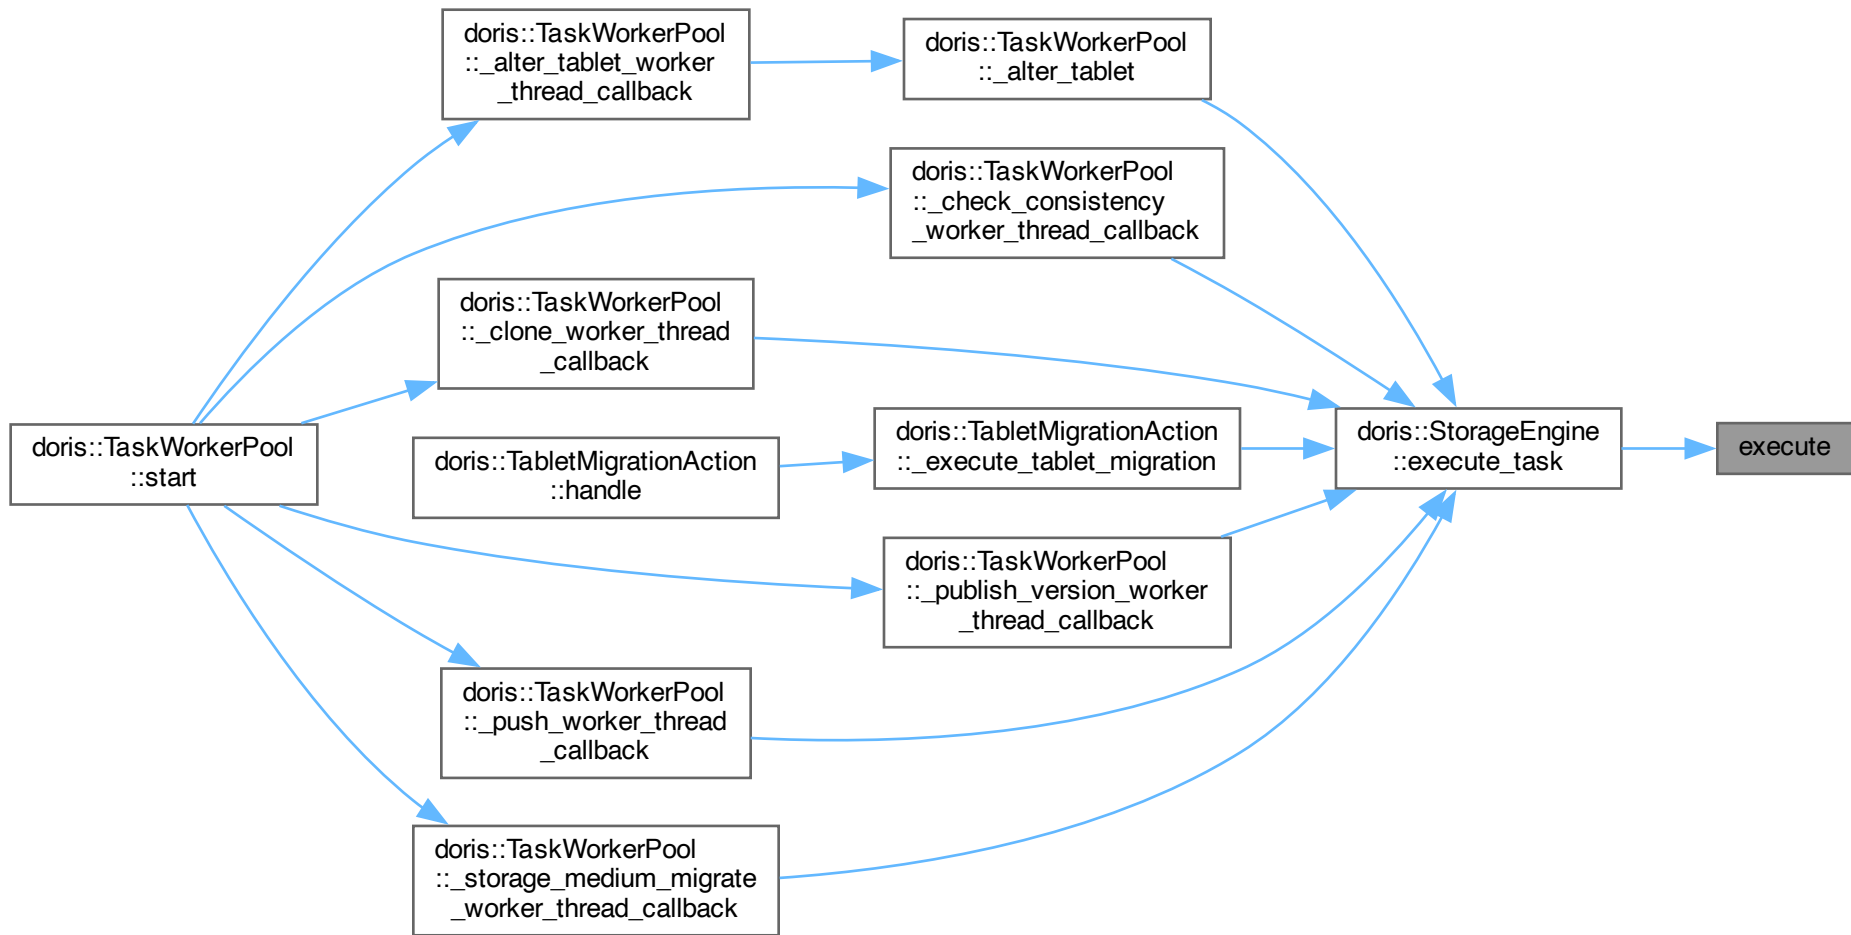 doris::TaskWorkerPool
::_alter_tablet_worker
_thread_callback
doris::TaskWorkerPool
::_alter_tablet
doris::TaskWorkerPool
::_check_consistency
_worker_thread_callback
doris::TaskWorkerPool
::_clone_worker_thread
_callback
doris::TaskWorkerPool
::start
doris::TabletMigrationAction
::handle
doris::TabletMigrationAction
::_execute_tablet_migration
doris::StorageEngine
::execute_task
execute
doris::TaskWorkerPool
::_publish_version_worker
_thread_callback
doris::TaskWorkerPool
::_push_worker_thread
_callback
doris::TaskWorkerPool
::_storage_medium_migrate
_worker_thread_callback